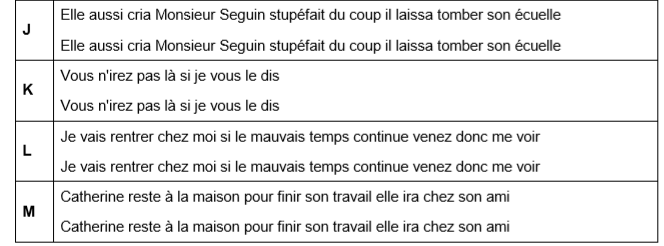 J
Elle aussi cria Monsieur Seguin stupéfait du coup il laissa tomber son écuelle
Elle aussi cria Monsieur Seguin stupéfait du coup il laissa tomber son écuelle
K
Vous n'irez pas là si je vous le dis
Vous n'irez pas là si je vous le dis
L
Je vais rentrer chez moi si le mauvais temps continue venez donc me voir
Je vais rentrer chez moi si le mauvais temps continue venez donc me voir
M
Catherine reste à la maison pour finir son travail elle ira chez son ami
Catherine reste à la maison pour finir son travail elle ira chez son ami